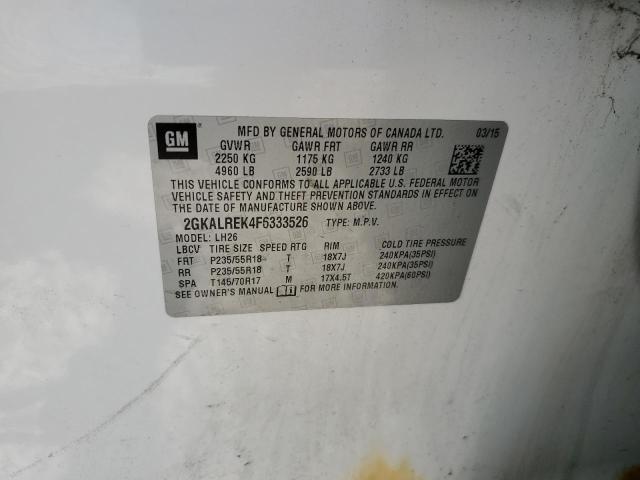 GM
MFD BY GENERAL MOTORS OF CANADA LTD. 03/15
GVWR GAWR FRT GAWR RR
2250 KG 1175 KG 1240 KG
4960 LB 2590 LB 2733 LB
THIS VEHICLE CONFORMS TO ALL APPLICABLE U.S. FEDERAL MOTOR
VEHICLE SAFETY AND THEFT PREVENTION STANDARDS IN EFFECT ON
THE DATE OF MANUFACTURE SHOWN ABOVE.
2GKALREK4F6333526 TYPE: M.P.V.
MODEL: LH26
LBCV TIRE SIZE SPEED RTG RIM COLD TIRE PRESSURE
FRT P235/55R18 T 18X7J 240KPA(35PSI)
RR P235/55R18 T 18X7J 240KPA(35PSI)
SPA T145/70R17 M 17X4.5T 420KPA(60PSI)
SEE OWNER'S MANUAL FOR MORE INFORMATION.